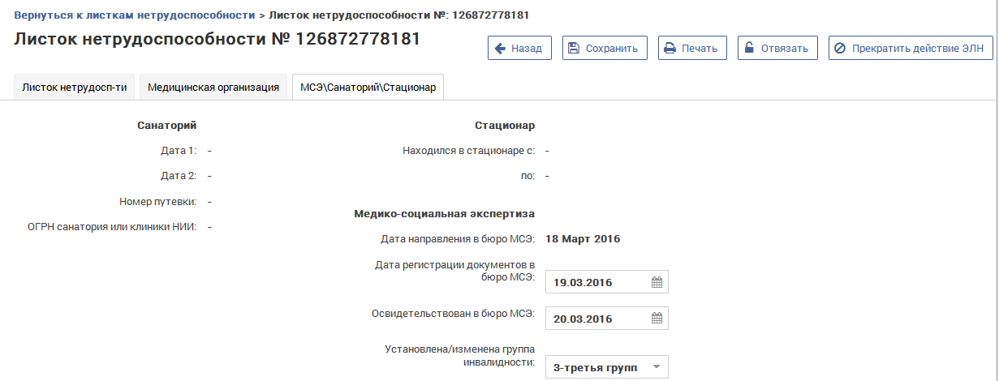 Вернуться к листкам нетрудоспособности > Листок нетрудоспособности №: 126872778181
Листок нетрудоспособности № 126872778181
Назад
Сохранить
Печать
Отвязать
Прекратить действие ЭЛН
Листок нетрудосп-ти
Медицинская организация
МСЭ\Санаторий\Стационар
Санаторий
Дата 1: -
Дата 2: -
Номер путевки: -
ОГРН санатория или клиники НИИ: -
Стационар
Находился в стационаре с: -
по: -
Медико-социальная экспертиза
Дата направления в бюро МСЭ: 18 Март 2016
Дата регистрации документов в
бюро МСЭ: 19.03.2016
Освидетельствован в бюро МСЭ: 20.03.2016
Установлена/изменена группа
инвалидности: 3-третья групп